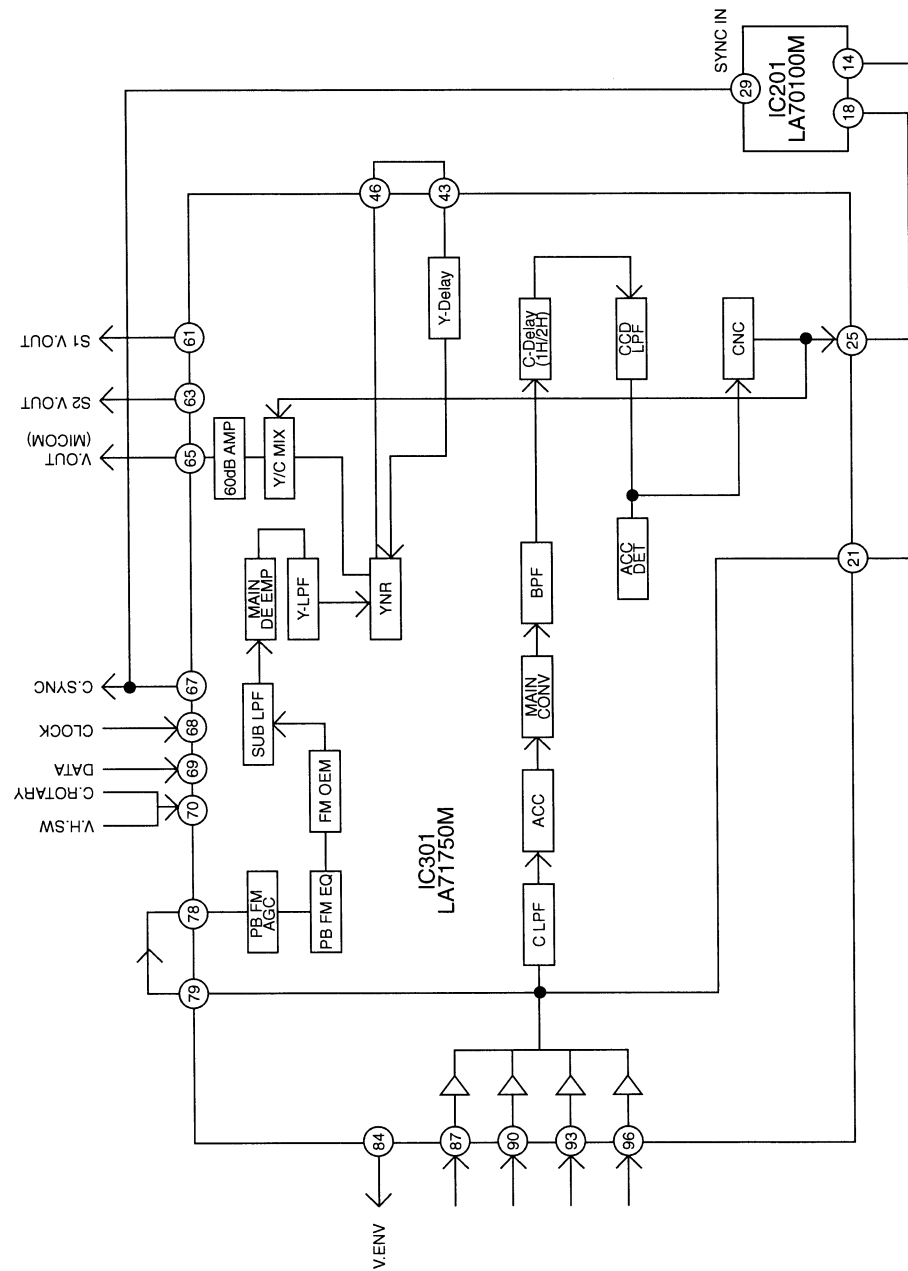 SYNC IN
29
IC201
LA70100M
18
14
S1 V.OUT
S2 V.OUT
V.OUT
(MICOM)
C.SYNC
CLOCK
DATA
C.ROTARY
V.H.SW
61
63
65
67
68
69
70
78
79
46
43
Y-Delay
60dB AMP
Y/C MIX
MAIN
DE EMP
Y-LPF
YNR
SUB LPF
FM OEM
PB FM
AGC
PB FM EQ
IC301
LA71750M
C LPF
ACC
MAIN
CONV
BPF
C-Delay
(1H/2H)
CCD
LPF
ACC
DET
CNC
25
21
84
V.ENV
87
90
93
96